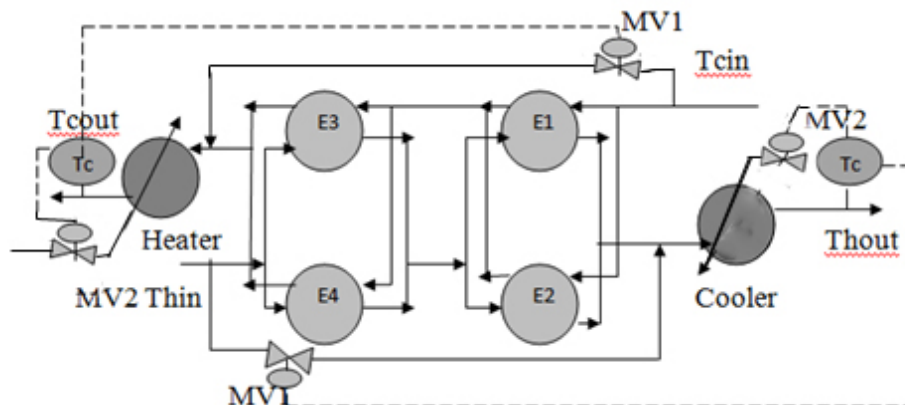 MV1
Tcin
Tcout
E3
E1
MV2
Tc
Tc
Heater
Thout
MV2 Thin
E4
E2
Cooler
MV1